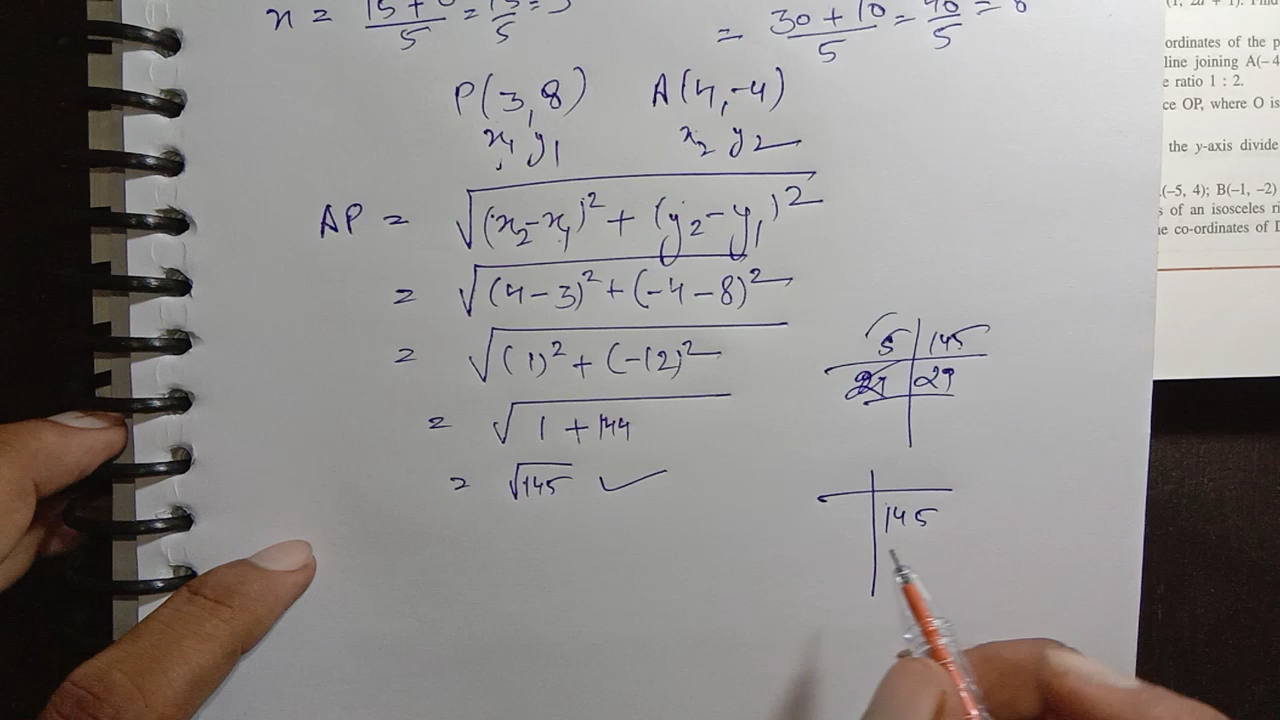 x = 15 + / 5 = 15 / 5 = 3
= 30 + 10 / 5 = 40 / 5 = 8
P(3, 8) A(4, -4)
x₁ y₁ x₂ y₂
AP = √(x₂-x₁)² + (y₂-y₁)²
= √(4-3)² + (-4-8)²
= √(1)² + (-12)²
= √1 + 144
= √145 ✓
5 | 145
29 | 29
145
ordinates of the p
line joining A(– 4
e ratio 1 : 2.
ce OP, where O is
the y-axis divide
(–5, 4); B(–1, –2)
s of an isosceles ri
e co-ordinates of D